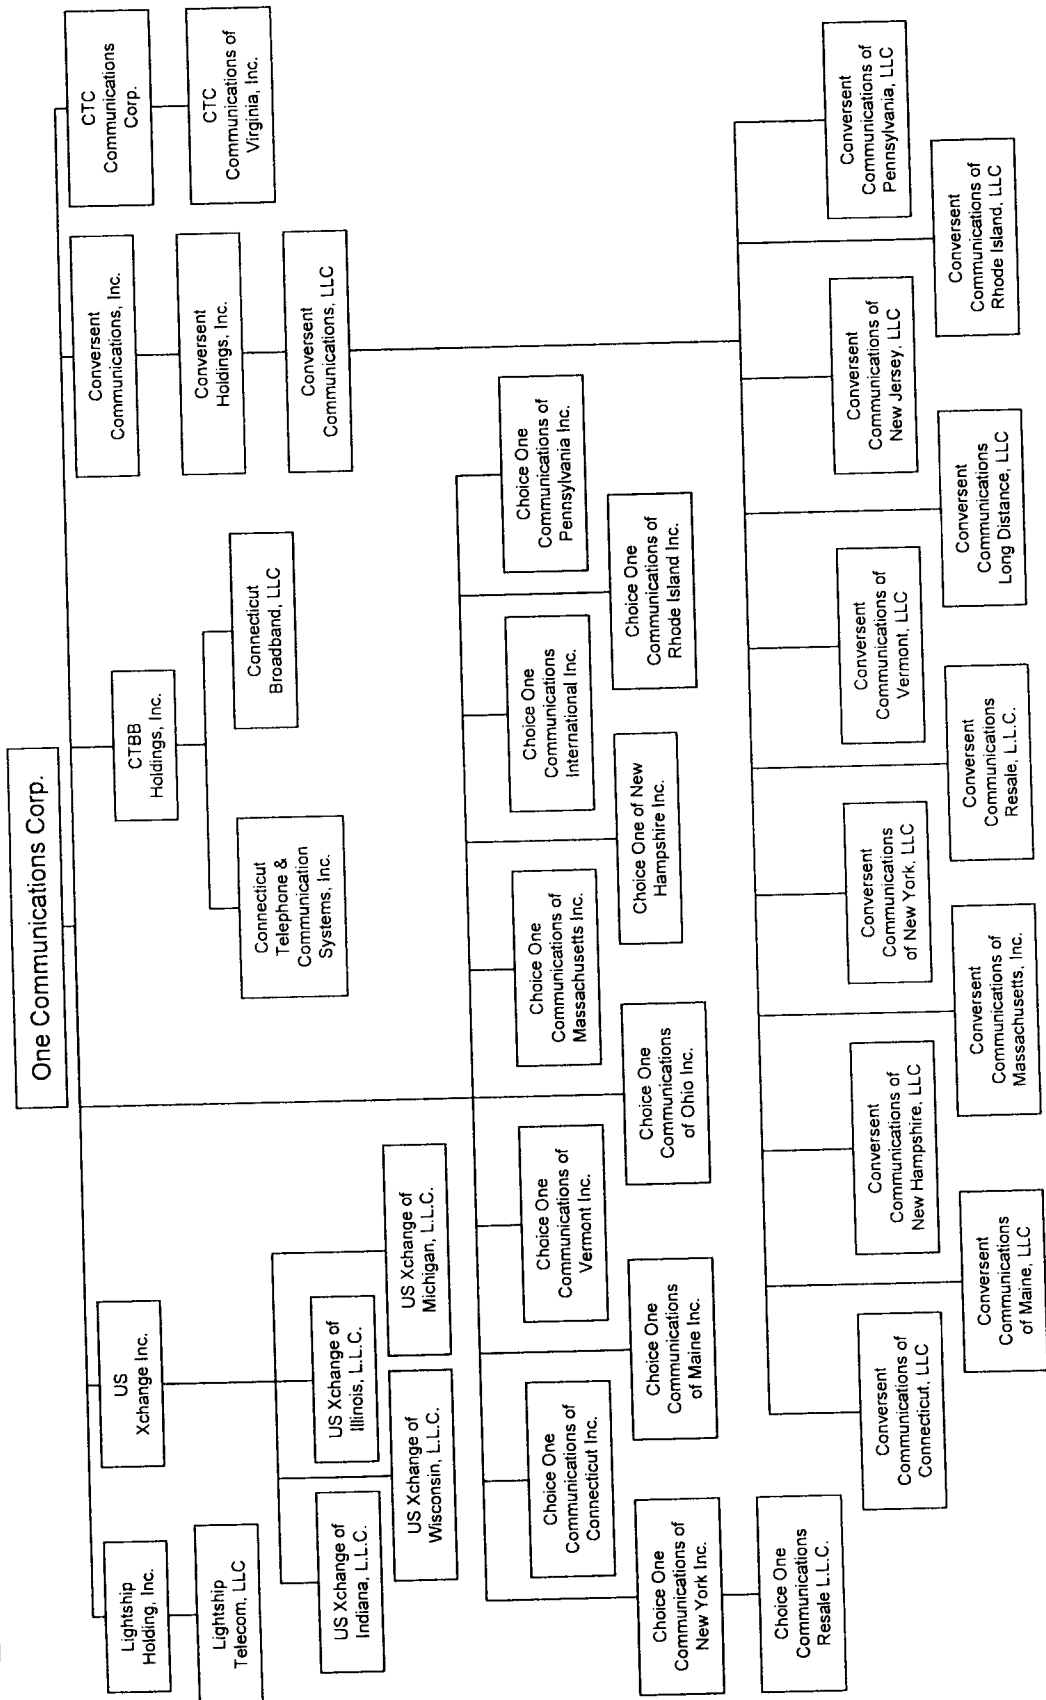 One Communications Corp.
Lightship
Holding, Inc.
Lightship
Telecom, LLC
US
Xchange Inc.
US Xchange of
Indiana, L.L.C.
US Xchange of
Illinois, L.L.C.
US Xchange of
Wisconsin, L.L.C.
US Xchange of
Michigan, L.L.C.
CTBB
Holdings, Inc.
Connecticut
Telephone &
Communication
Systems, Inc.
Connecticut
Broadband, LLC
Conversent
Communications, Inc.
Conversent
Holdings, Inc.
Conversent
Communications, LLC
CTC
Communications
Corp.
CTC
Communications of
Virginia, Inc.
Choice One
Communications of
Connecticut Inc.
Choice One
Communications of
Vermont Inc.
Choice One
Communications of
Massachusetts Inc.
Choice One
Communications
International Inc.
Choice One
Communications of
Pennsylvania Inc.
Choice One
Communications of
New York Inc.
Choice One
Communications
of Maine Inc.
Choice One
Communications
of Ohio Inc.
Choice One of New
Hampshire Inc.
Choice One
Communications of
Rhode Island Inc.
Choice One
Communications
Resale L.L.C.
Conversent
Communications of
Connecticut, LLC
Conversent
Communications of
New Hampshire, LLC
Conversent
Communications
of New York, LLC
Conversent
Communications of
Vermont, LLC
Conversent
Communications of
New Jersey, LLC
Conversent
Communications of
Pennsylvania, LLC
Conversent
Communications
of Maine, LLC
Conversent
Communications of
Massachusetts, Inc.
Conversent
Communications
Resale, L.L.C.
Conversent
Communications
Long Distance, LLC
Conversent
Communications of
Rhode Island, LLC